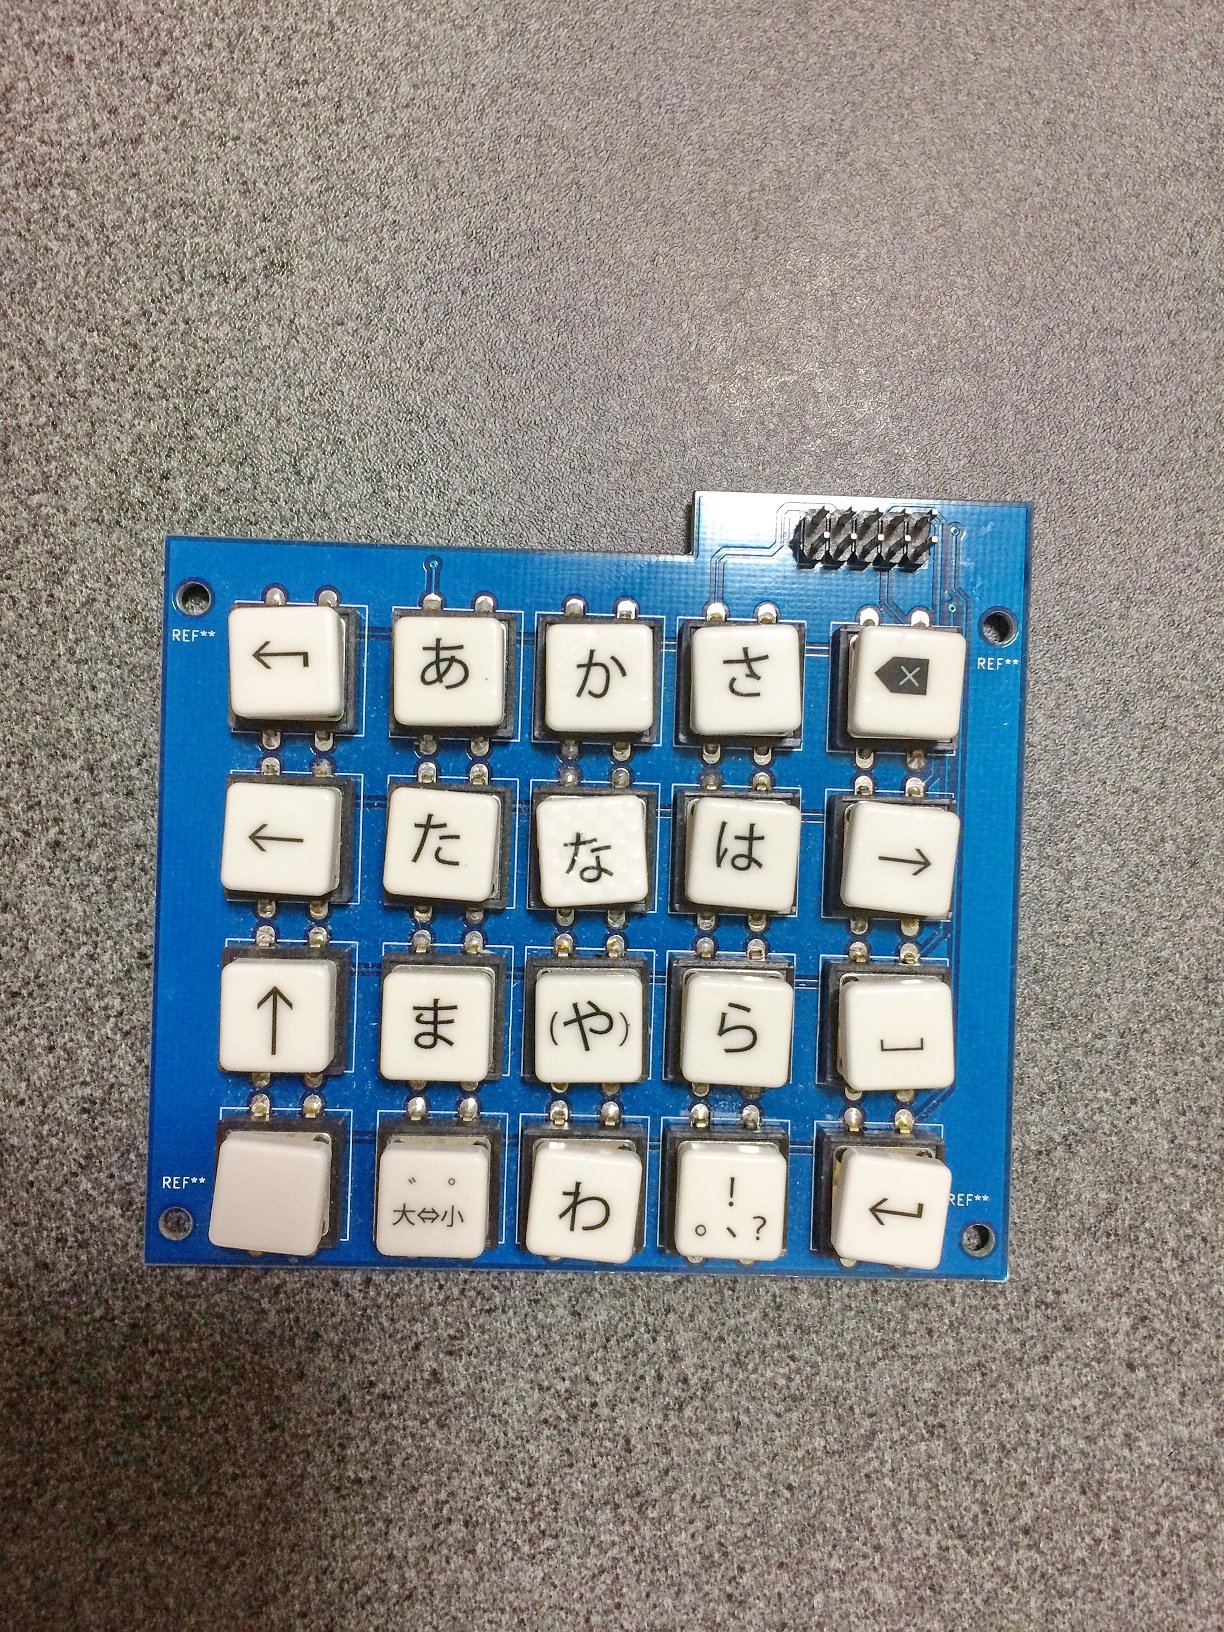 REF**
REF**
あ か さ
← た な は →
↑ ま (や) ら ␣
゛ ゜
大⇔小
わ
!
。、?
REF**
REF**